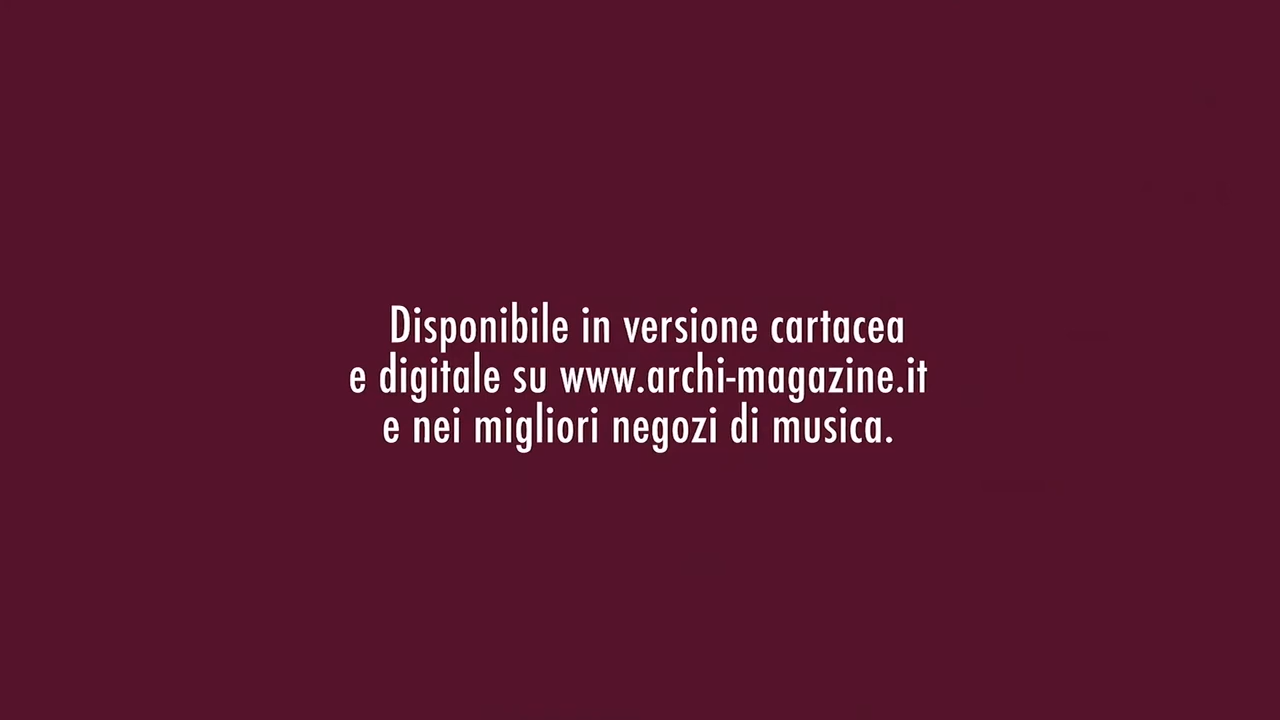 Disponibile in versione cartacea
e digitale su www.archi-magazine.it
e nei migliori negozi di musica.